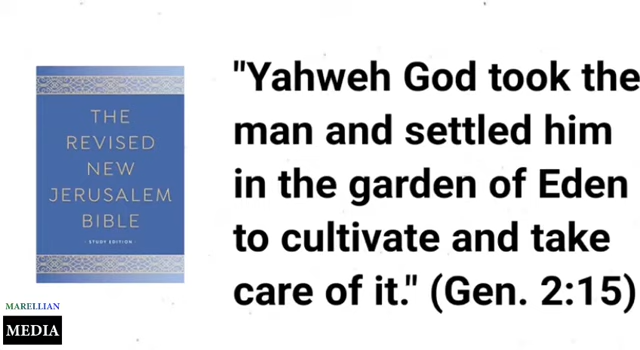 THE
REVISED
NEW
JERUSALEM
BIBLE
- STUDY EDITION -
"Yahweh God took the
man and settled him
in the garden of Eden
to cultivate and take
care of it." (Gen. 2:15)
MARELLIAN
MEDIA